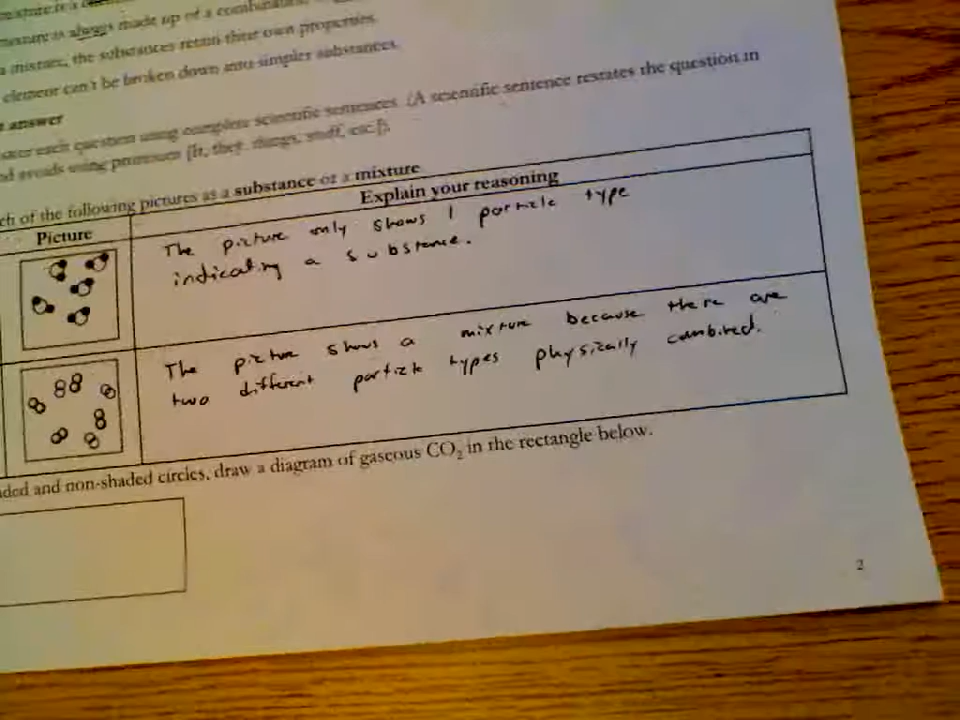 mixture is a
mixture is always made up of a combination
a mixture, the substances retain their own properties.
element can't be broken down into simpler substances.
answer
each question using complete scientific sentences. (A scientific sentence restates the question in
avoids using pronouns [It, they, things, stuff, etc.]).
of the following pictures as a substance or a mixture
Picture
Explain your reasoning
The picture only shows 1 particle type
indicating a substance.
The picture shows a mixture because there are
two different particle types physically combined.
and non-shaded circles, draw a diagram of gaseous CO₂ in the rectangle below.
2